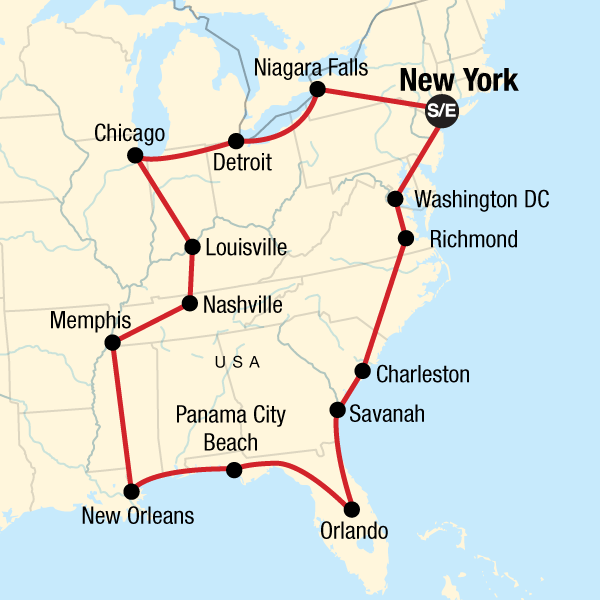 Niagara Falls
New York
S/E
Chicago
Detroit
Washington DC
Richmond
Louisville
Nashville
Memphis
USA
Charleston
Panama City
Beach
Savanah
New Orleans
Orlando